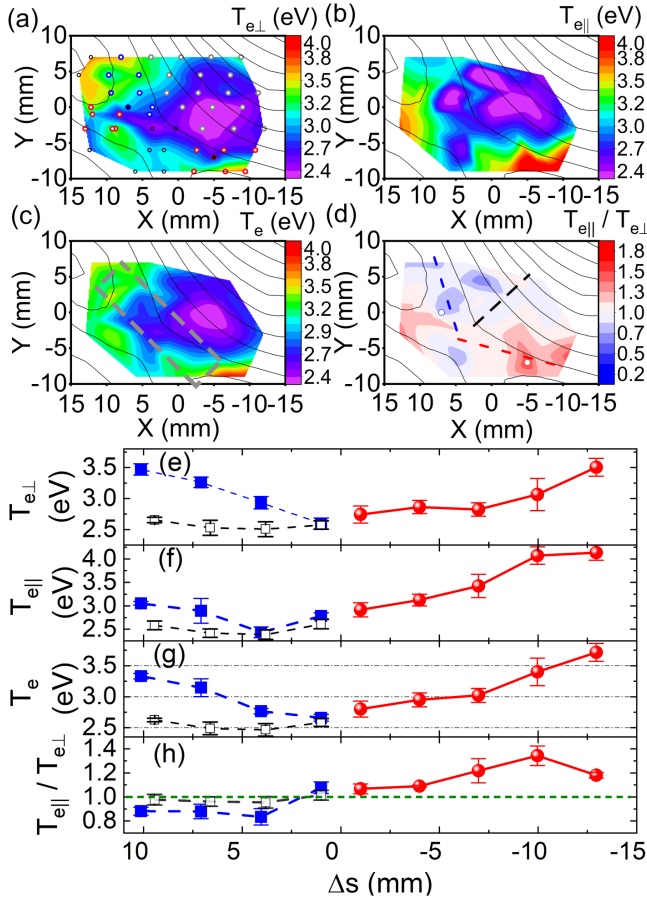 (a) T_e⊥ (eV) (b) T_e|| (eV)
10 4.0 10 4.0
5 3.8 5 3.8
3.5 3.5
0 3.3 0 3.3
3.0 3.0
-5 2.7 -5 2.7
-10 2.4 -10 2.4
Y (mm) Y (mm)
15 10 5 0 -5 -10 -15 15 10 5 0 -5 -10 -15
X (mm) X (mm)
(c) T_e (eV) (d) T_e|| / T_e⊥
10 4.0 10 1.8
5 3.8 5 1.5
3.5 1.3
0 3.2 0 1.0
2.9 0.7
-5 2.7 -5 0.5
-10 2.4 -10 0.2
Y (mm) Y (mm)
15 10 5 0 -5 -10 -15 15 10 5 0 -5 -10 -15
X (mm) X (mm)
(e)
T_e⊥ (eV)
3.5
3.0
2.5
(f)
T_e|| (eV)
4.0
3.5
3.0
2.5
(g)
T_e (eV)
3.5
3.0
2.5
(h)
T_e|| / T_e⊥
1.4
1.2
1.0
0.8
10 5 0 -5 -10 -15
Δs (mm)